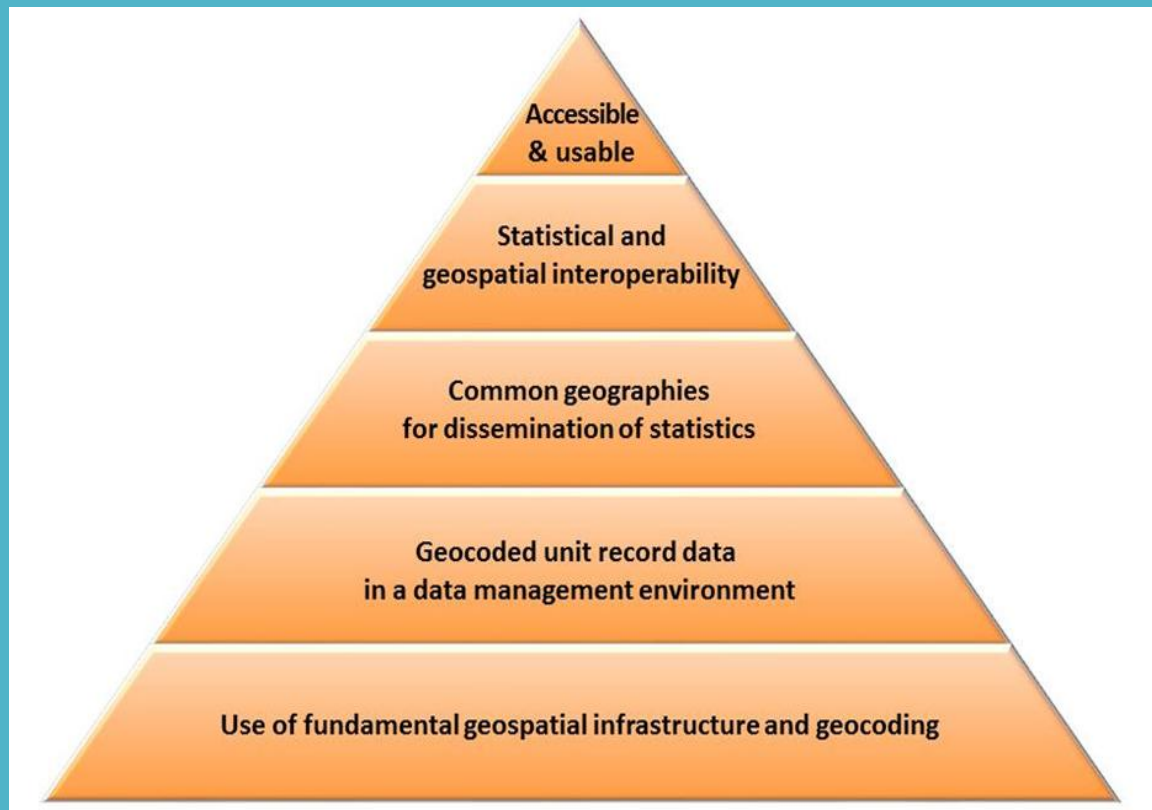 Accessible
& usable
Statistical and
geospatial interoperability
Common geographies
for dissemination of statistics
Geocoded unit record data
in a data management environment
Use of fundamental geospatial infrastructure and geocoding